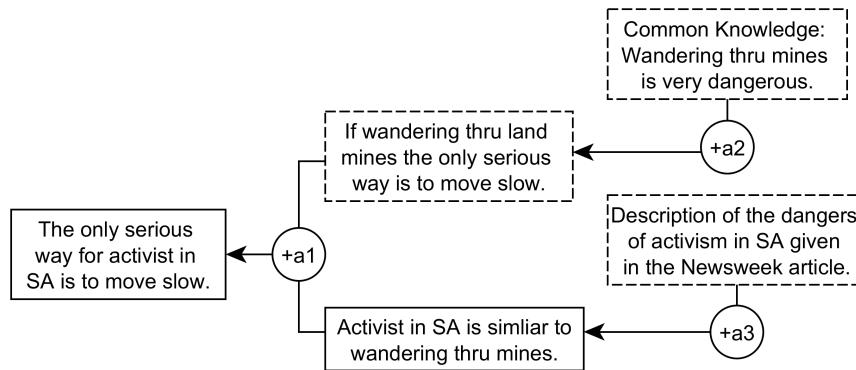 Common Knowledge:
Wandering thru mines
is very dangerous.
If wandering thru land
mines the only serious
way is to move slow.
+a2
The only serious
way for activist in
SA is to move slow.
+a1
Description of the dangers
of activism in SA given
in the Newsweek article.
Activist in SA is simliar to
wandering thru mines.
+a3